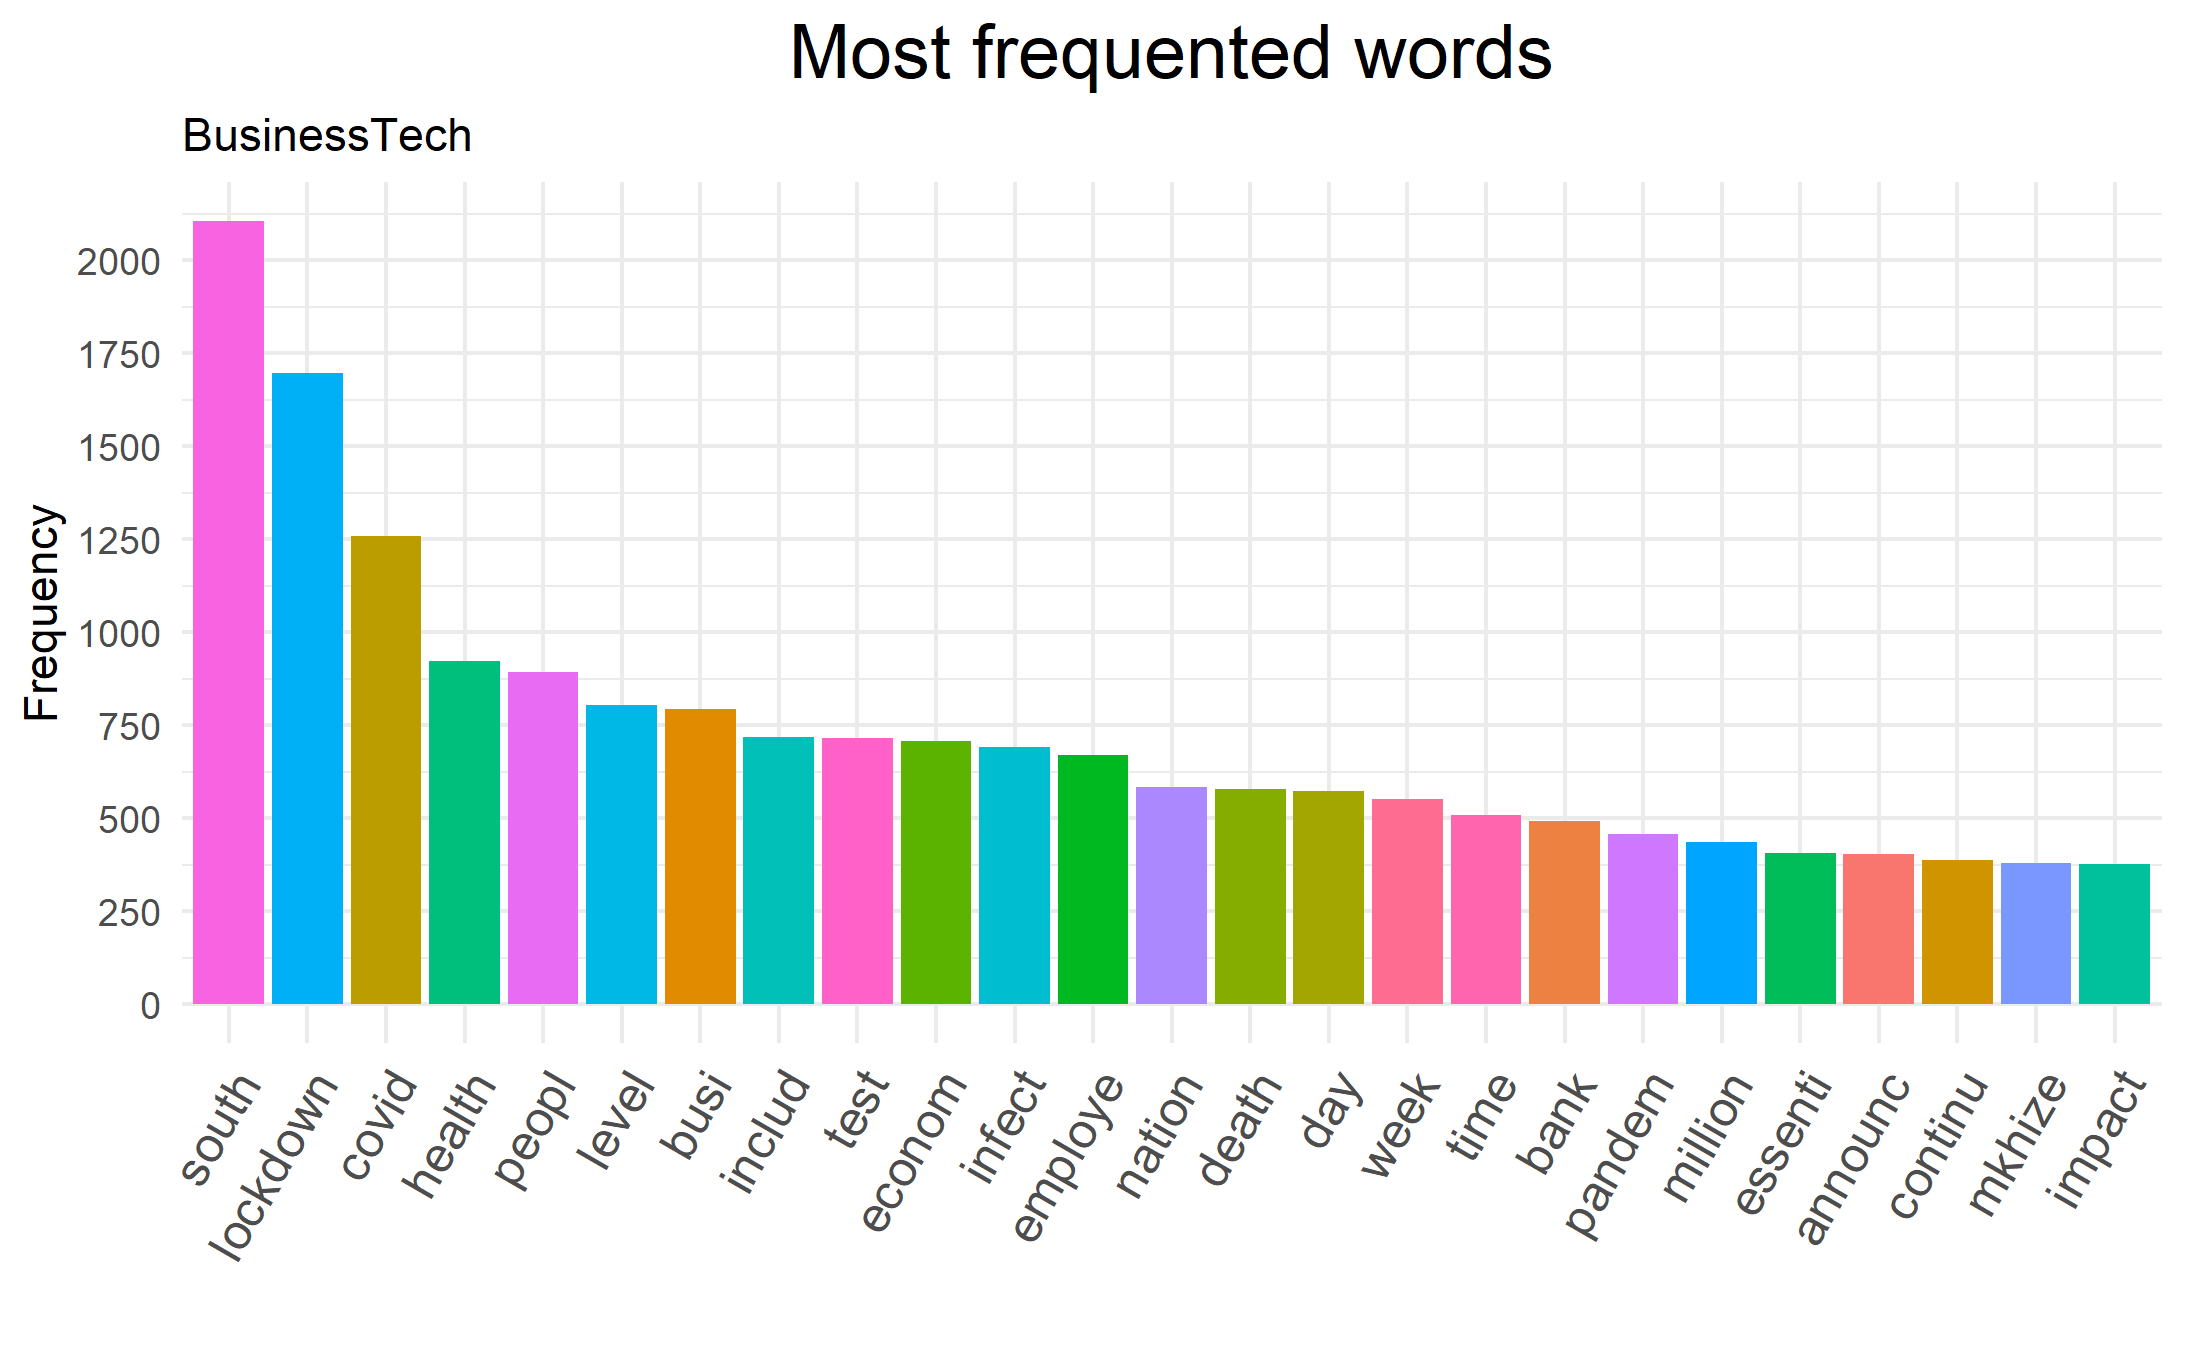 Most frequented words
BusinessTech
Frequency
2000
1750
1500
1250
1000
750
500
250
0
south
lockdown
covid
health
peopl
level
busi
includ
test
econom
infect
employe
nation
death
day
week
time
bank
pandem
million
essenti
announc
continu
mkhize
impact